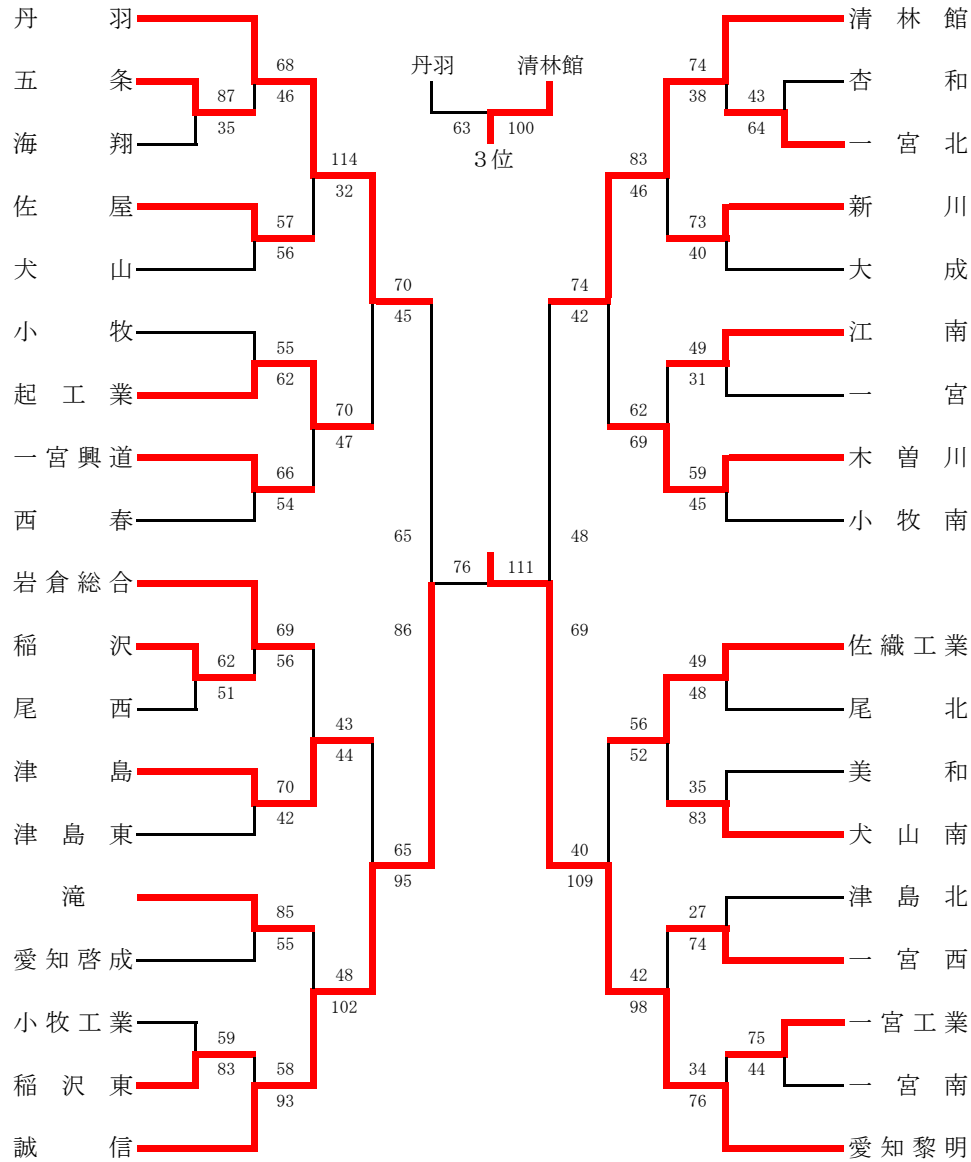 丹羽
五条
海翔
佐屋
犬山
小牧
起工業
一宮興道
西春
岩倉総合
稲沢
尾西
津島
津島東
滝
愛知啓成
小牧工業
稲沢東
誠信
87
35
68
46
57
56
55
62
66
54
69
56
62
51
70
42
85
55
59
83
58
93
114
32
70
47
43
44
48
102
70
45
65
95
65
86
丹羽 清林館
63 100
3位
76 111
48
69
74
42
40
109
83
46
62
69
56
52
42
98
74
38
43
64
73
40
49
31
59
45
49
48
35
83
27
74
75
44
34
76
清林館
杏和
一宮北
新川
大成
江南
一宮
木曽川
小牧南
佐織工業
尾北
美和
犬山南
津島北
一宮西
一宮工業
一宮南
愛知黎明